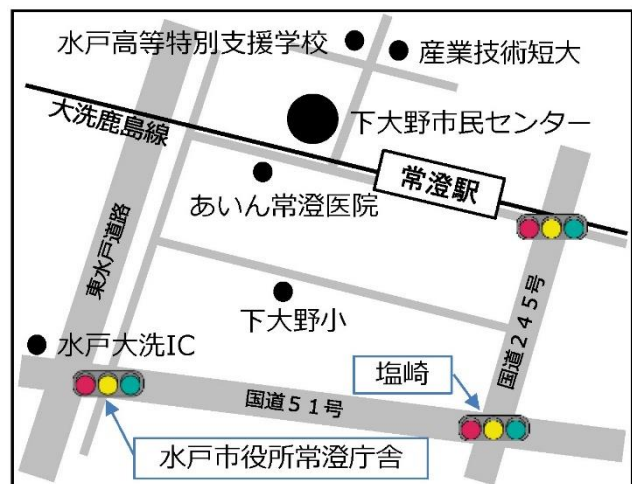 水戸高等特別支援学校
産業技術短大
大洗鹿島線
下大野市民センター
常澄駅
あいん常澄医院
東水戸道路
下大野小
国道245号
水戸大洗IC
塩崎
国道51号
水戸市役所常澄庁舎